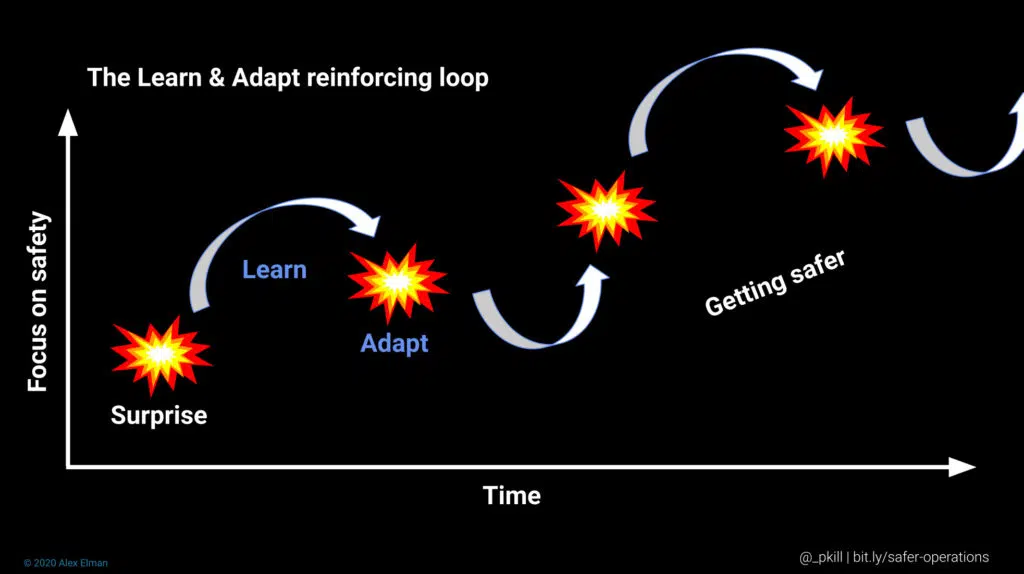 The Learn & Adapt reinforcing loop
Focus on safety
Learn
Getting safer
Adapt
Surprise
Time
© 2020 Alex Elman
@_pkill | bit.ly/safer-operations